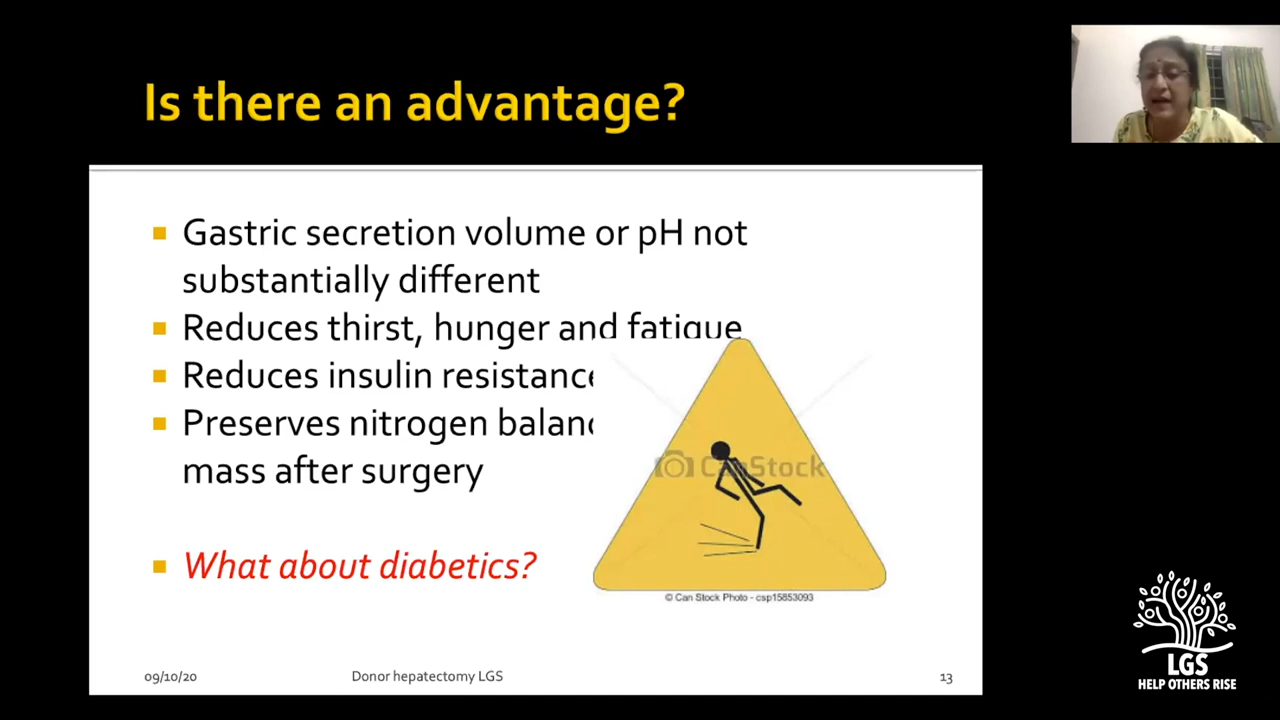 Is there an advantage?
Gastric secretion volume or pH not
substantially different
Reduces thirst, hunger and fatigue
Reduces insulin resistance
Preserves nitrogen balanc
mass after surgery
CanStock
What about diabetics?
© Can Stock Photo - csp15853093
09/10/20
Donor hepatectomy LGS
13
LGS
HELP OTHERS RISE